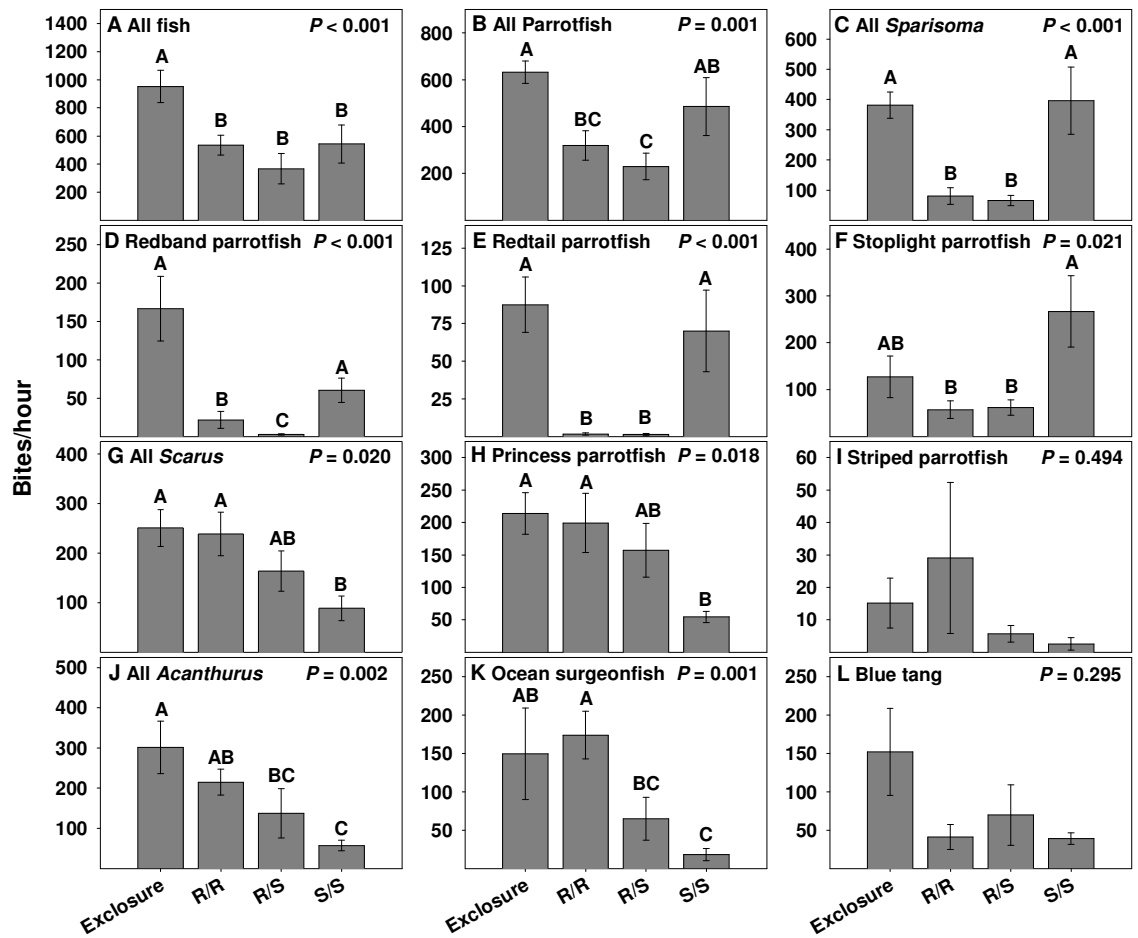 A All fish P < 0.001
1400
1200
1000
800
600
400
200
A
B
B
B
B All Parrotfish P = 0.001
800
600
400
200
A
BC
C
AB
C All Sparisoma P < 0.001
600
500
400
300
200
100
A
B
B
A
D Redband parrotfish P < 0.001
250
200
150
100
50
A
B
C
A
E Redtail parrotfish P < 0.001
125
100
75
50
25
A
B
B
A
F Stoplight parrotfish P = 0.021
400
300
200
100
AB
B
B
A
Bites/hour
G All Scarus P = 0.020
400
300
200
100
A
A
AB
B
H Princess parrotfish P = 0.018
300
250
200
150
100
50
A
A
AB
B
I Striped parrotfish P = 0.494
60
50
40
30
20
10
J All Acanthurus P = 0.002
500
400
300
200
100
A
AB
BC
C
K Ocean surgeonfish P = 0.001
250
200
150
100
50
AB
A
BC
C
L Blue tang P = 0.295
250
200
150
100
50
Exclosure R/R R/S S/S
Exclosure R/R R/S S/S
Exclosure R/R R/S S/S